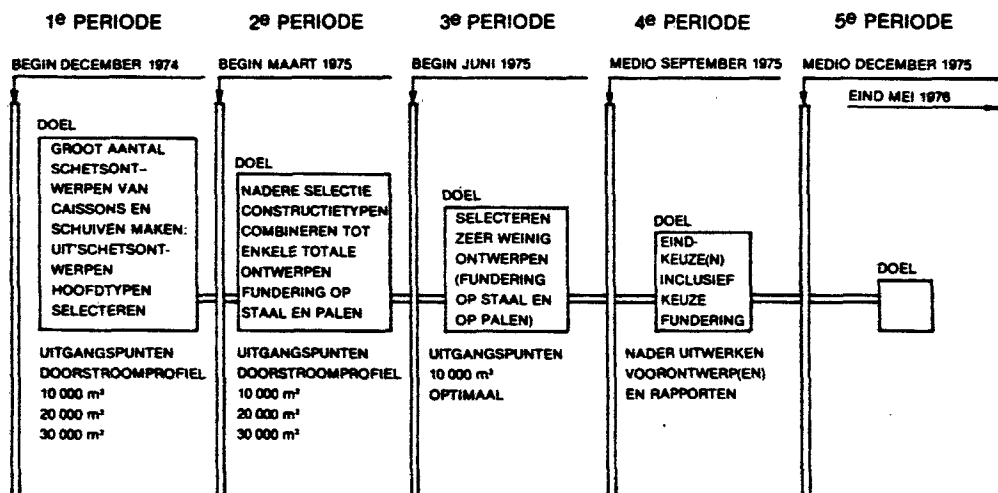 1e PERIODE
2e PERIODE
3e PERIODE
4e PERIODE
5e PERIODE
BEGIN DECEMBER 1974
BEGIN MAART 1975
BEGIN JUNI 1975
MEDIO SEPTEMBER 1975
MEDIO DECEMBER 1975
EIND MEI 1976
DOEL
GROOT AANTAL
SCHETSONT-
WERPEN VAN
CAISSONS EN
SCHUIVEN MAKEN:
UIT'SCHETSONT-
WERPEN
HOOFDTYPEN
SELECTEREN
UITGANGSPUNTEN
DOORSTROOMPROFIEL
10 000 m²
20 000 m²
30 000 m²
DOEL
NADERE SELECTIE
CONSTRUCTIETYPEN
COMBINEREN TOT
ENKELE TOTALE
ONTWERPEN
FUNDERING OP
STAAL EN PALEN
UITGANGSPUNTEN
DOORSTROOMPROFIEL
10 000 m²
20 000 m²
30 000 m²
DOEL
SELECTEREN
ZEER WEINIG
ONTWERPEN
(FUNDERING
OP STAAL EN
OP PALEN)
UITGANGSPUNTEN
10 000 m²
OPTIMAAL
DOEL
EIND-
KEUZE(N)
INCLUSIEF
KEUZE
FUNDERING
NADER UITWERKEN
VOORONTWERP(EN)
EN RAPPORTEN
DOEL